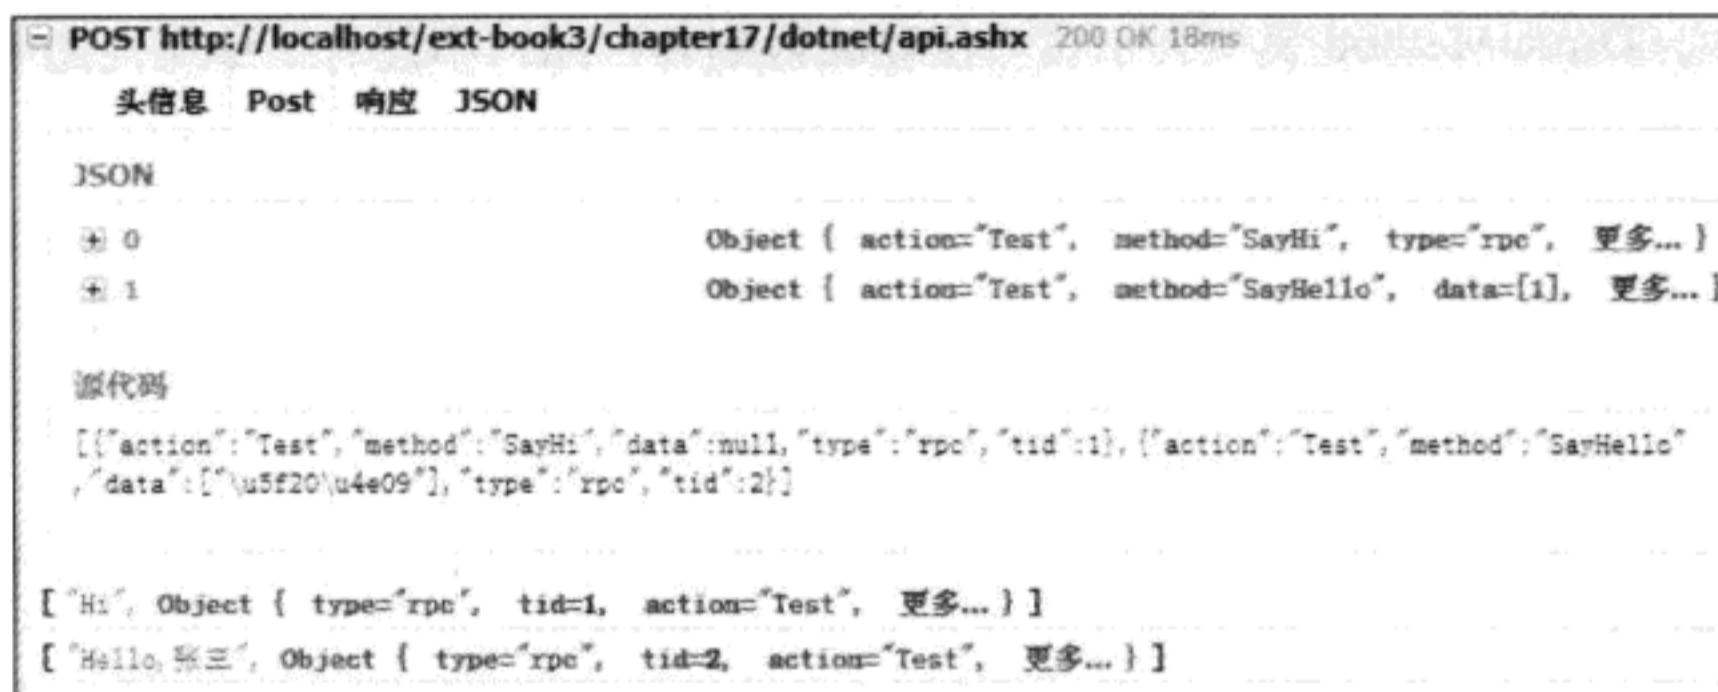 POST http://localhost/ext-book3/chapter17/dotnet/api.ashx 200 OK 18ms
头信息 Post 响应 JSON
JSON
0 Object { action="Test", method="SayHi", type="rpc", 更多... }
1 Object { action="Test", method="SayHello", data=[1], 更多... }
源代码
[{"action":"Test","method":"SayHi","data":null,"type":"rpc","tid":1},{"action":"Test","method":"SayHello"
,"data":["\u5f20\u4e09"],"type":"rpc","tid":2}]
[ "Hi", Object { type="rpc", tid=1, action="Test", 更多... } ]
[ "Hello,张三", Object { type="rpc", tid=2, action="Test", 更多... } ]